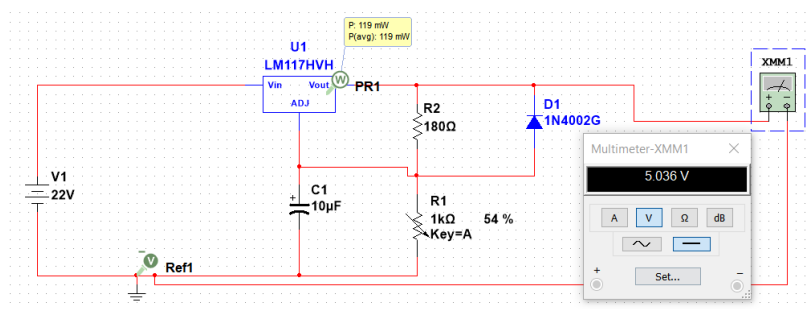 P: 119 mW
P(avg): 119 mW
U1
LM117HVH
Vin
Vout
ADJ
W
PR1
XMM1
+
−
R2
180Ω
D1
1N4002G
Multimeter-XMM1
×
5.036 V
A
V
Ω
dB
Set...
+
−
V1
22V
+
C1
10µF
R1
1kΩ
54 %
Key=A
V
Ref1